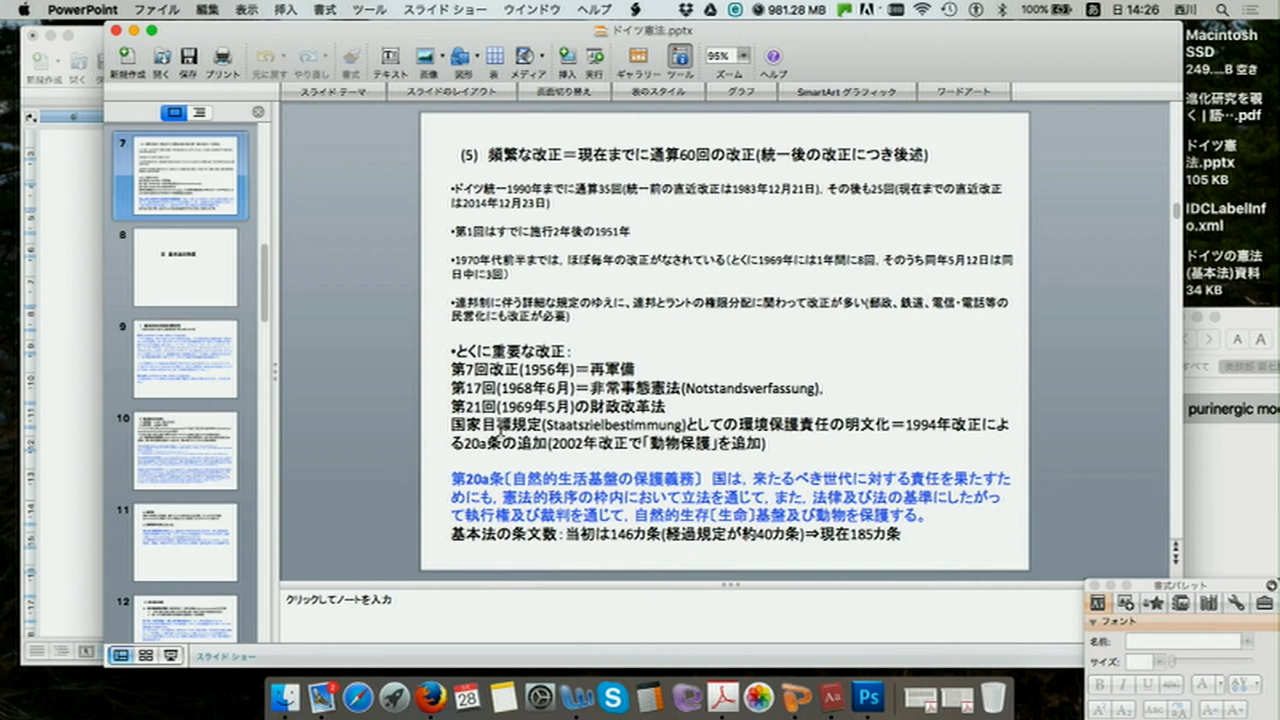 PowerPoint ファイル 編集 表示 挿入 書式 ツール スライド ショー ウインドウ ヘルプ 981.28 MB 100% あ 日 14:26 西川
ドイツ憲法.pptx
新規作成 開く 保存 プリント 元に戻す やり直し 書式 テキスト 画像 図形 表 メディア 挿入 実行 ギャラリー ツール 95% ズーム ヘルプ
スライド テーマ スライドのレイアウト 画面切り替え 表のスタイル グラフ SmartArt グラフィック ワードアート
7
8
9
10
11
12
(5) 頻繁な改正＝現在までに通算60回の改正(統一後の改正につき後述)
•ドイツ統一1990年までに通算35回(統一前の直近改正は1983年12月21日)，その後も25回(現在までの直近改正
は2014年12月23日)
•第1回はすでに施行2年後の1951年
•1970年代前半までは，ほぼ毎年の改正がなされている（とくに1969年には1年間に8回，そのうち同年5月12日は同
日中に3回）
•連邦制に伴う詳細な規定のゆえに、連邦とラントの権限分配に関わって改正が多い(郵政、鉄道、電信・電話等の
民営化にも改正が必要)
•とくに重要な改正：
第7回改正(1956年)＝再軍備
第17回(1968年6月)＝非常事態憲法(Notstandsverfassung),
第21回(1969年5月)の財政改革法
国家目標規定(Staatszielbestimmung)としての環境保護責任の明文化＝1994年改正によ
る20a条の追加(2002年改正で「動物保護」を追加)
第20a条〔自然的生活基盤の保護義務〕 国は，来たるべき世代に対する責任を果たすた
めにも，憲法的秩序の枠内において立法を通じて，また，法律及び法の基準にしたがっ
て執行権及び裁判を通じて，自然的生存〔生命〕基盤及び動物を保護する。
基本法の条文数：当初は146カ条(経過規定が約40カ条)⇒現在185カ条
クリックしてノートを入力
スライド ショー
Macintosh
SSD
249.…B 空き
進化研究を覗
く | 語….pdf
ドイツ憲
法.pptx
105 KB
IDCLabelInf
o.xml
ドイツの憲法
(基本法)資料
34 KB
purinergic mo
書式パレット
フォント
名前:
サイズ:
28